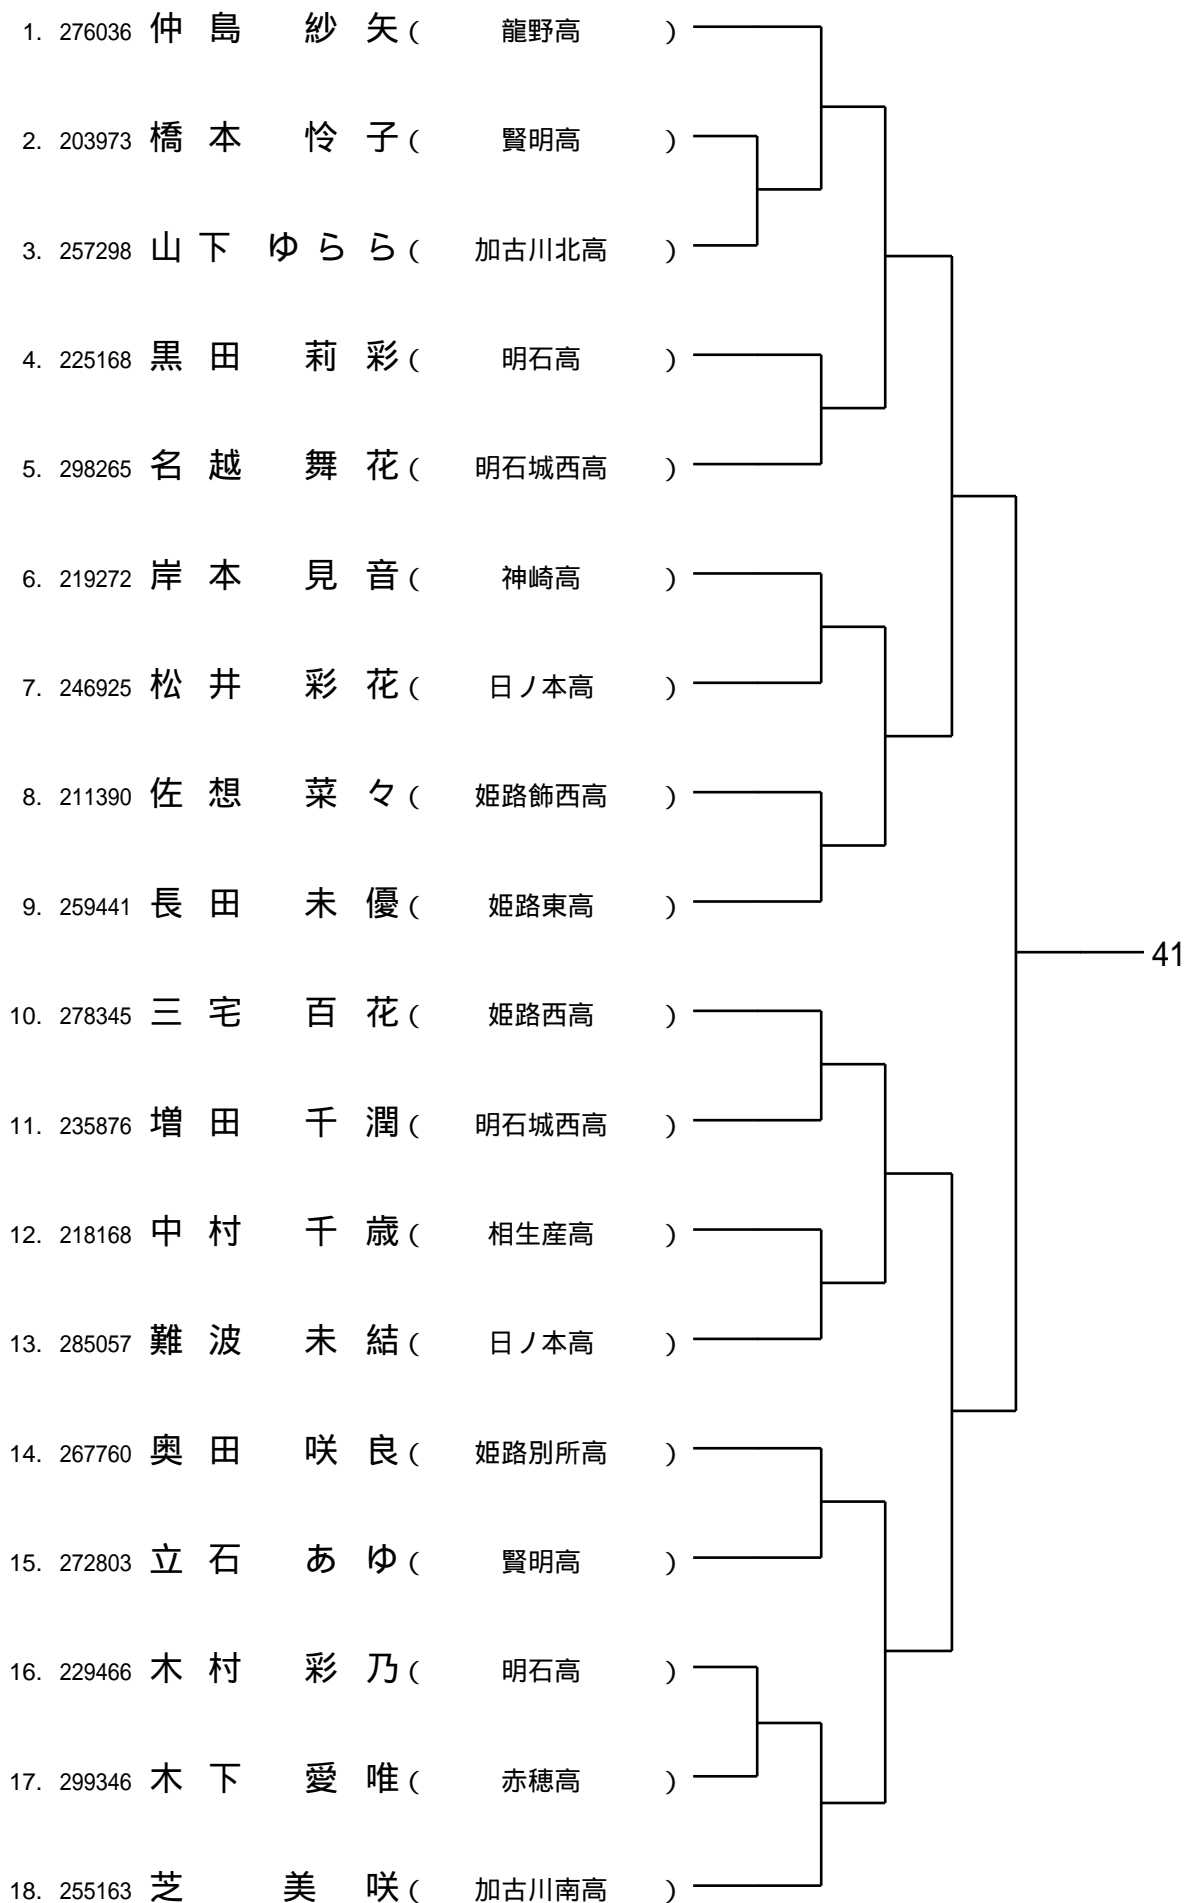 1. 276036 仲島 紗矢 ( 龍野高 )
2. 203973 橋本 怜子 ( 賢明高 )
3. 257298 山下 ゆらら ( 加古川北高 )
4. 225168 黒田 莉彩 ( 明石高 )
5. 298265 名越 舞花 ( 明石城西高 )
6. 219272 岸本 見音 ( 神崎高 )
7. 246925 松井 彩花 ( 日ノ本高 )
8. 211390 佐想 菜々 ( 姫路飾西高 )
9. 259441 長田 未優 ( 姫路東高 )
41
10. 278345 三宅 百花 ( 姫路西高 )
11. 235876 増田 千潤 ( 明石城西高 )
12. 218168 中村 千歳 ( 相生産高 )
13. 285057 難波 未結 ( 日ノ本高 )
14. 267760 奥田 咲良 ( 姫路別所高 )
15. 272803 立石 あゆ ( 賢明高 )
16. 229466 木村 彩乃 ( 明石高 )
17. 299346 木下 愛唯 ( 赤穂高 )
18. 255163 芝 美咲 ( 加古川南高 )